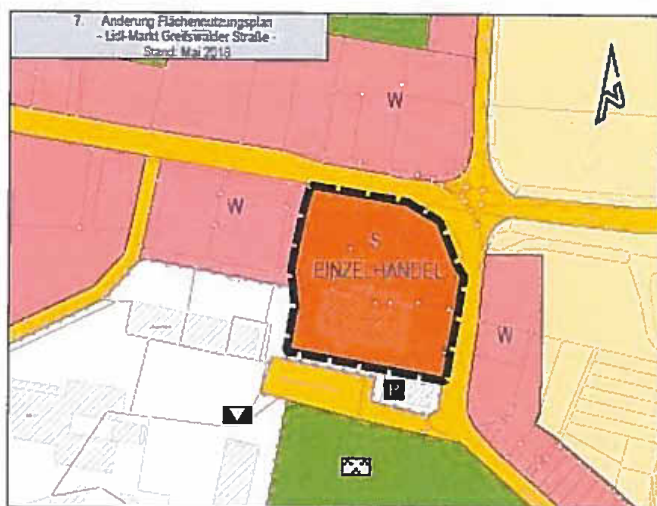 7. Änderung Flächennutzungsplan
- Lidl-Markt Greifswalder Straße -
Stand: Mai 2018
W
W
S
EINZELHANDEL
W